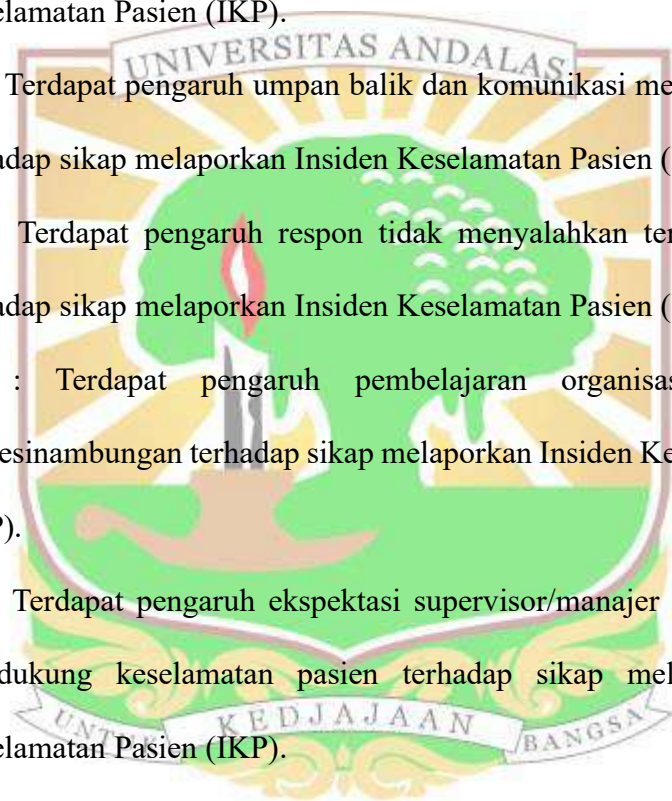 elamatan Pasien (IKP).
UNIVERSITAS ANDALAS
Terdapat pengaruh umpan balik dan komunikasi me
adap sikap melaporkan Insiden Keselamatan Pasien (
Terdapat pengaruh respon tidak menyalahkan ter
adap sikap melaporkan Insiden Keselamatan Pasien (
: Terdapat pengaruh pembelajaran organisas
esinambungan terhadap sikap melaporkan Insiden Ke
P).
Terdapat pengaruh ekspektasi supervisor/manajer
dukung keselamatan pasien terhadap sikap mel
UNTUK KEDJAJAAN BANGSA
elamatan Pasien (IKP).